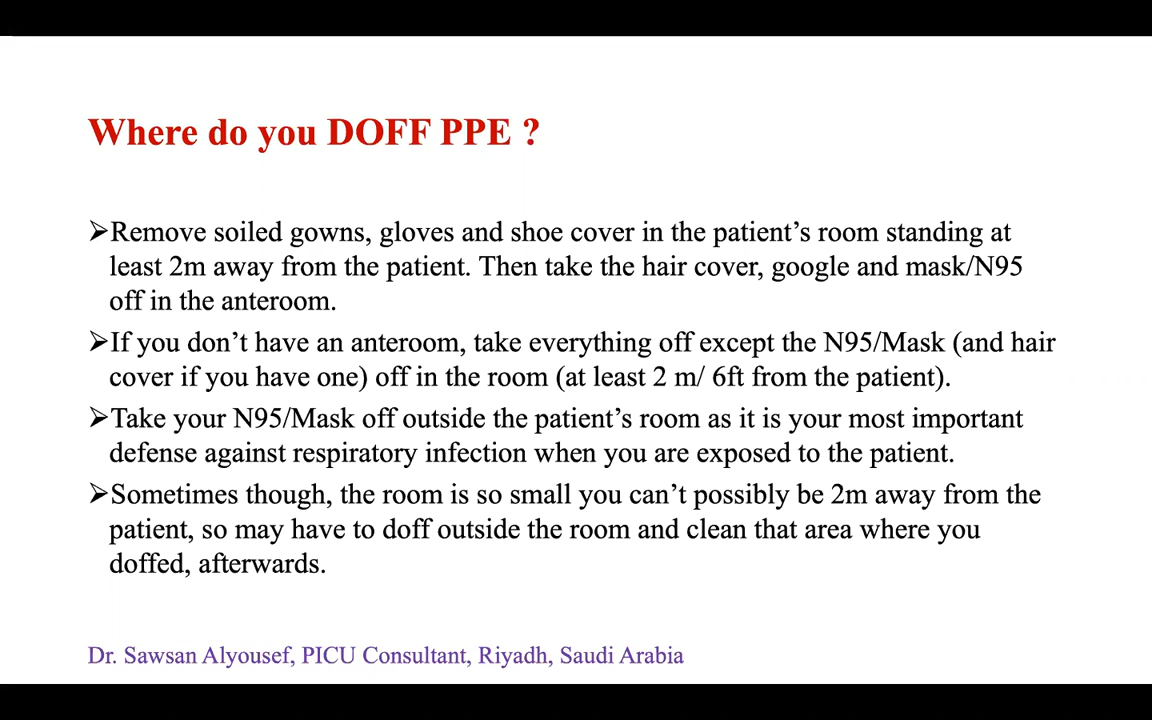 Where do you DOFF PPE ?
➢Remove soiled gowns, gloves and shoe cover in the patient’s room standing at
least 2m away from the patient. Then take the hair cover, google and mask/N95
off in the anteroom.
➢If you don’t have an anteroom, take everything off except the N95/Mask (and hair
cover if you have one) off in the room (at least 2 m/ 6ft from the patient).
➢Take your N95/Mask off outside the patient’s room as it is your most important
defense against respiratory infection when you are exposed to the patient.
➢Sometimes though, the room is so small you can’t possibly be 2m away from the
patient, so may have to doff outside the room and clean that area where you
doffed, afterwards.
Dr. Sawsan Alyousef, PICU Consultant, Riyadh, Saudi Arabia